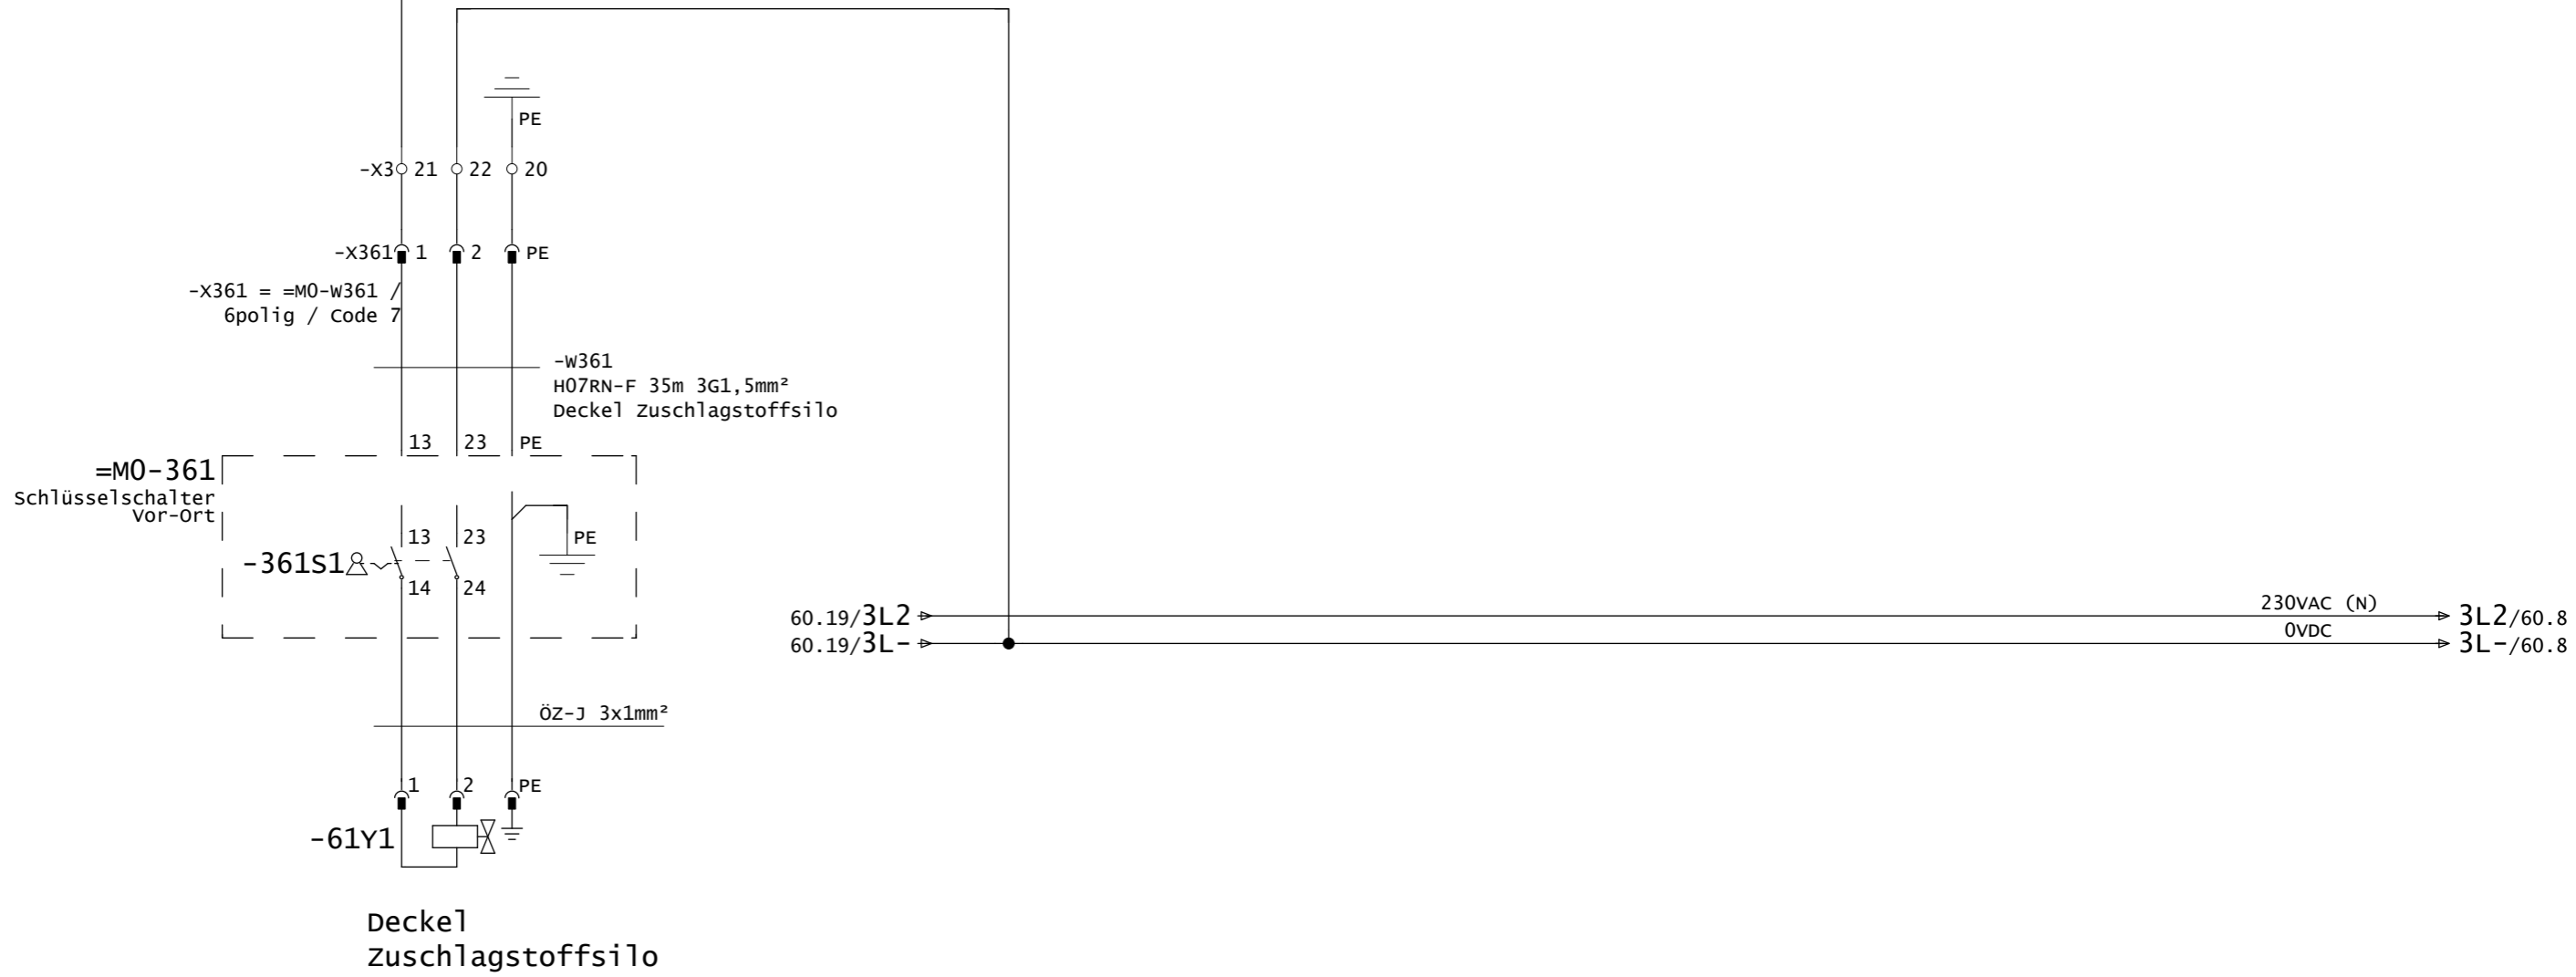 PE
-X3 21 22 20
-X361 1 2 PE
-X361 = =MO-W361 /
6polig / Code 7
-W361
H07RN-F 35m 3G1,5mm²
Deckel Zuschlagstoffsilo
13 23 PE
=MO-361
Schlüsselschalter
Vor-Ort
13 23 PE
-361S1
14 24
60.19/3L2 230VAC (N) 3L2/60.8
60.19/3L- 0VDC 3L-/60.8
ÖZ-J 3x1mm²
1 2 PE
-61Y1
Deckel
Zuschlagstoffsilo